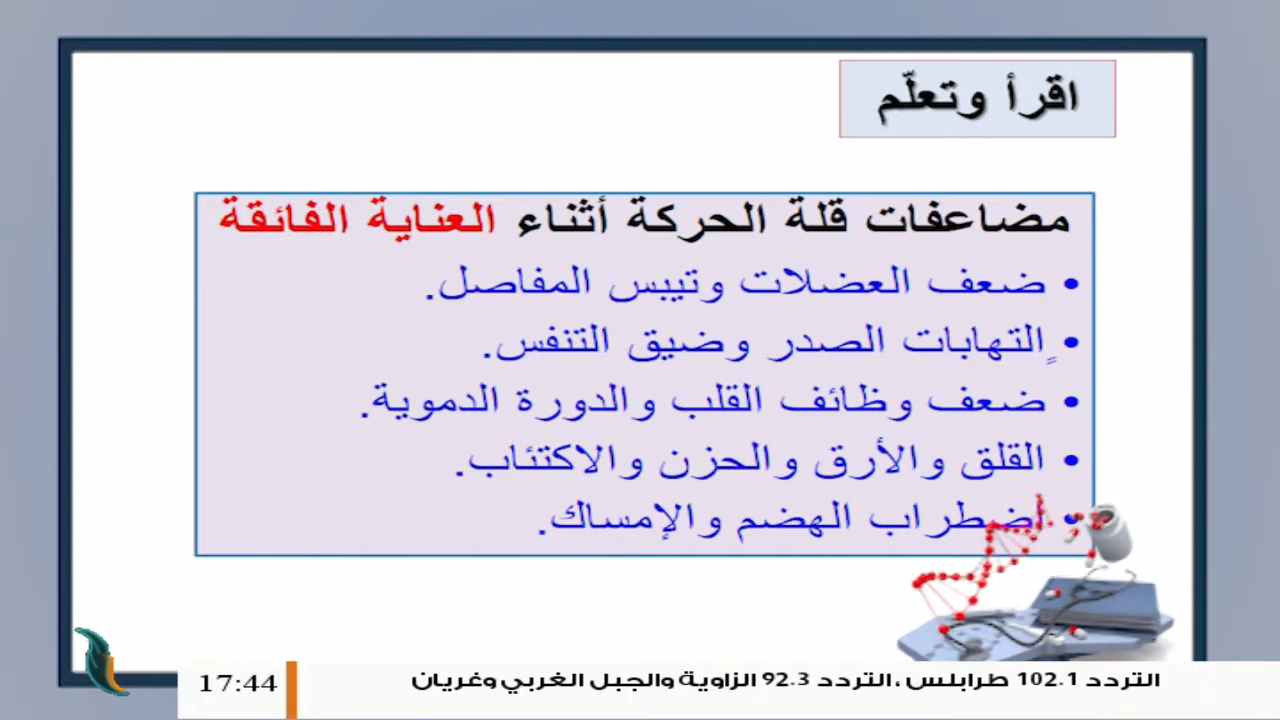 اقرأ وتعلّم
مضاعفات قلة الحركة أثناء العناية الفائقة
• ضعف العضلات وتيبس المفاصل.
• ٍالتهابات الصدر وضيق التنفس.
• ضعف وظائف القلب والدورة الدموية.
• القلق والأرق والحزن والاكتئاب.
• اضطراب الهضم والإمساك.
التردد 102.1 طرابلس ، التردد 92.3 الزاوية والجبل الغربي وغريان
17:44